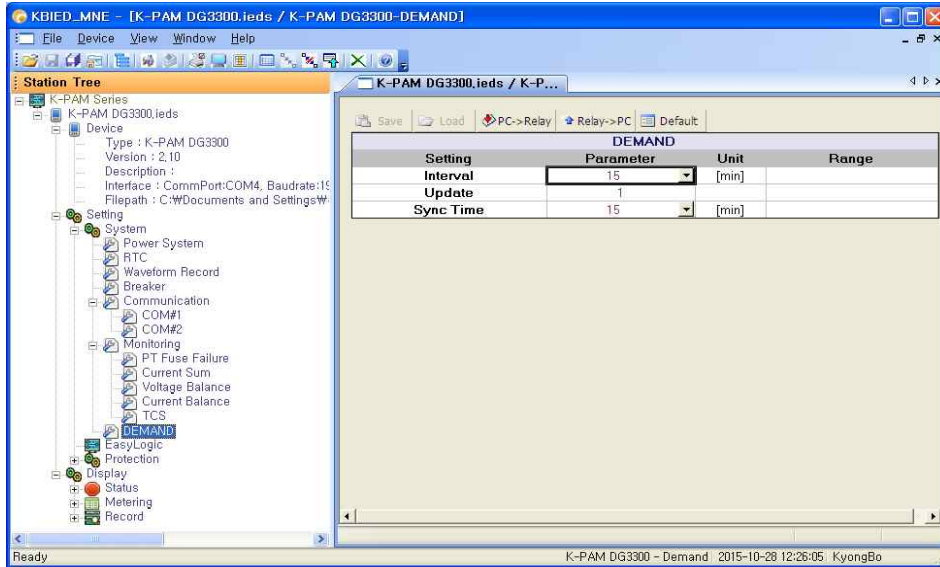 KBIED_MNE - [K-PAM DG3300.ieds / K-PAM DG3300-DEMAND]
File Device View Window Help
Station Tree
K-PAM DG3300.ieds / K-P...
K-PAM Series
K-PAM DG3300.ieds
Device
Type : K-PAM DG3300
Version : 2.10
Description :
Interface : CommPort:COM4, Baudrate:19
Filepath : C:₩Documents and Settings₩
Setting
System
Power System
RTC
Waveform Record
Breaker
Communication
COM#1
COM#2
Monitoring
PT Fuse Failure
Current Sum
Voltage Balance
Current Balance
TCS
DEMAND
EasyLogic
Protection
Display
Status
Metering
Record
Save Load PC->Relay Relay->PC Default
DEMAND
Setting Parameter Unit Range
Interval 15 [min]
Update 1
Sync Time 15 [min]
Ready K-PAM DG3300 - Demand 2015-10-28 12:26:05 KyongBo